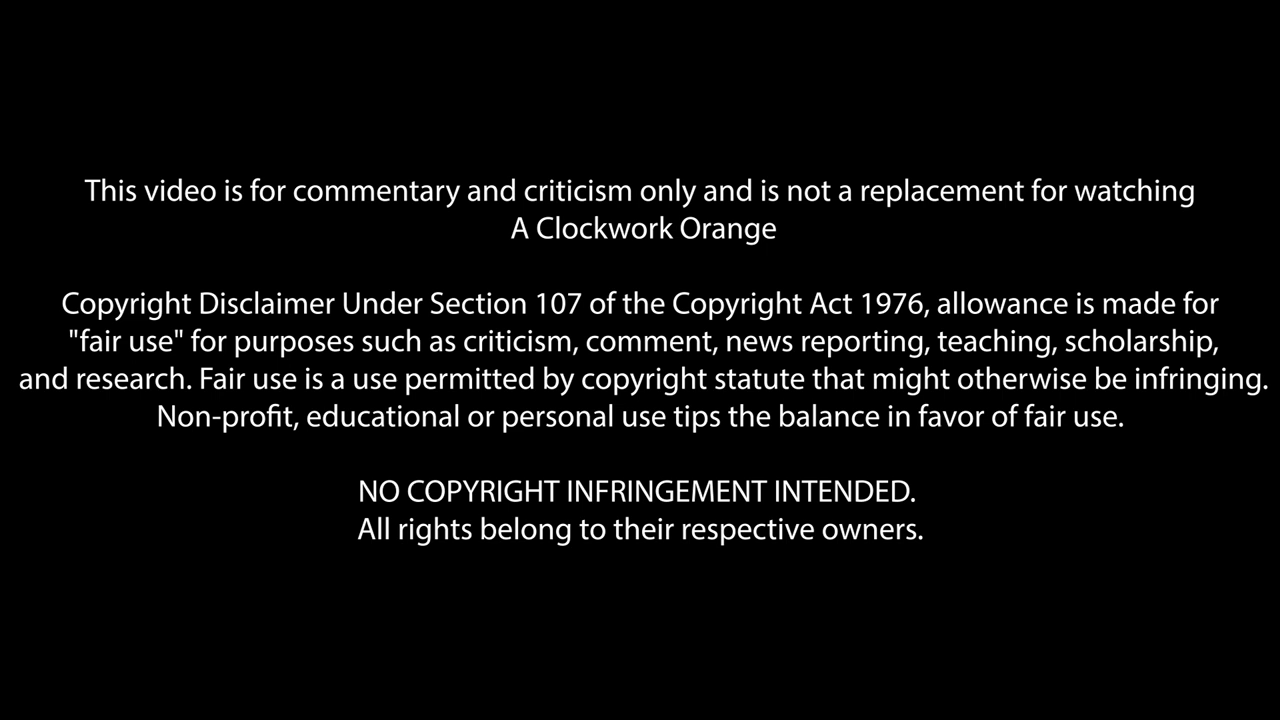 This video is for commentary and criticism only and is not a replacement for watching
A Clockwork Orange
Copyright Disclaimer Under Section 107 of the Copyright Act 1976, allowance is made for
"fair use" for purposes such as criticism, comment, news reporting, teaching, scholarship,
and research. Fair use is a use permitted by copyright statute that might otherwise be infringing.
Non-profit, educational or personal use tips the balance in favor of fair use.
NO COPYRIGHT INFRINGEMENT INTENDED.
All rights belong to their respective owners.